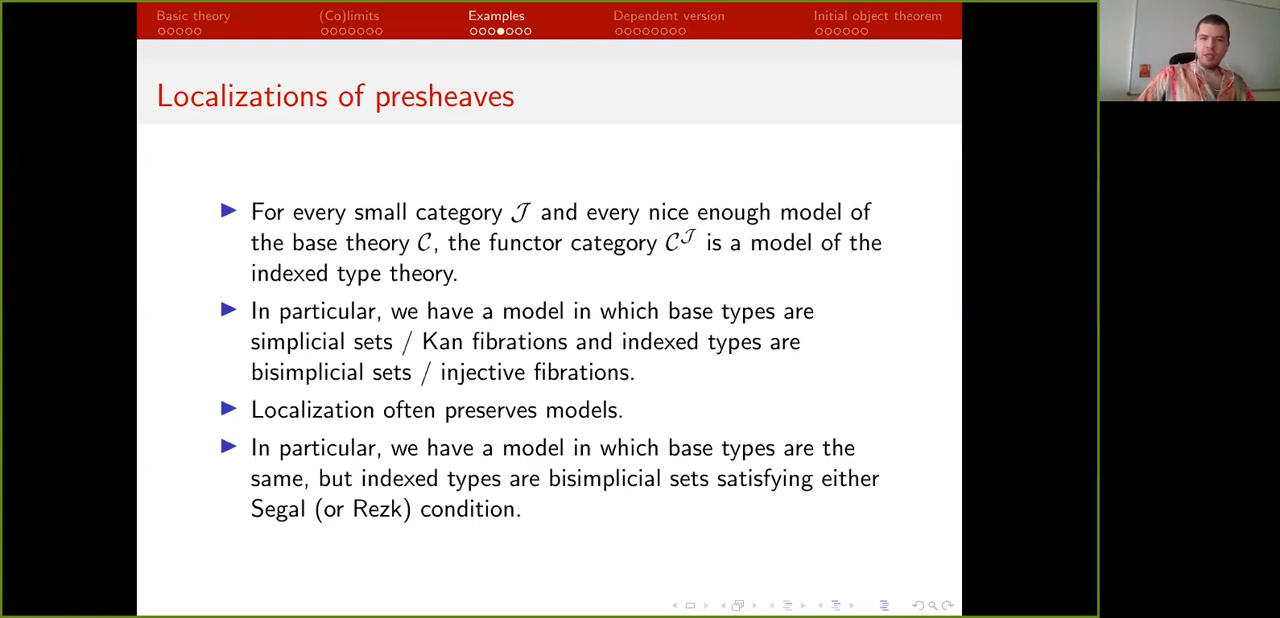 Basic theory
(Co)limits
Examples
Dependent version
Initial object theorem
Localizations of presheaves
For every small category 𝒥 and every nice enough model of
the base theory 𝒞, the functor category 𝒞^𝒥 is a model of the
indexed type theory.
In particular, we have a model in which base types are
simplicial sets / Kan fibrations and indexed types are
bisimplicial sets / injective fibrations.
Localization often preserves models.
In particular, we have a model in which base types are the
same, but indexed types are bisimplicial sets satisfying either
Segal (or Rezk) condition.